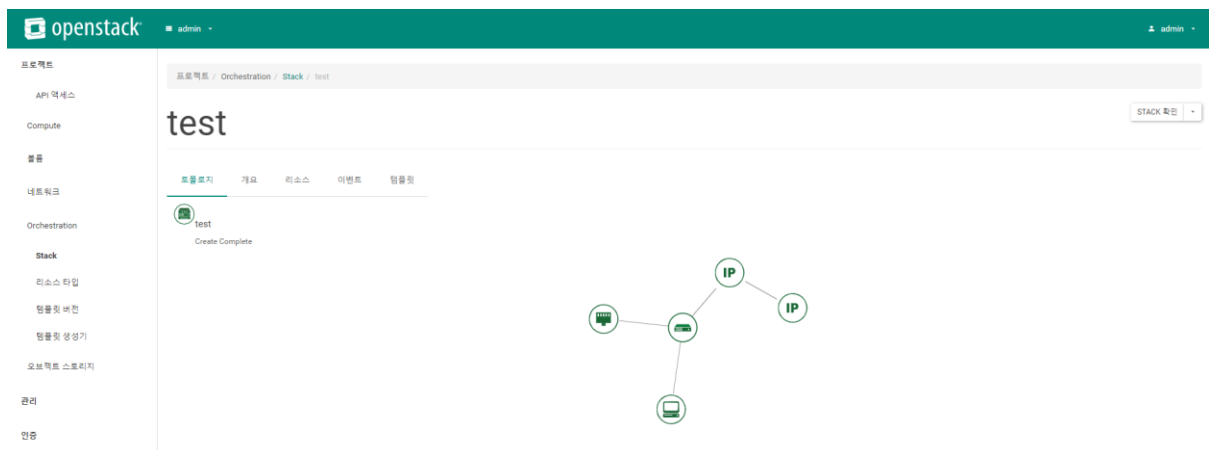 openstack
admin
admin
프로젝트
API 액세스
Compute
볼륨
네트워크
Orchestration
Stack
리소스 타입
템플릿 버전
템플릿 생성기
오브젝트 스토리지
관리
인증
프로젝트 / Orchestration / Stack / test
test
STACK 확인
토폴로지 개요 리소스 이벤트 템플릿
test
Create Complete
IP
IP